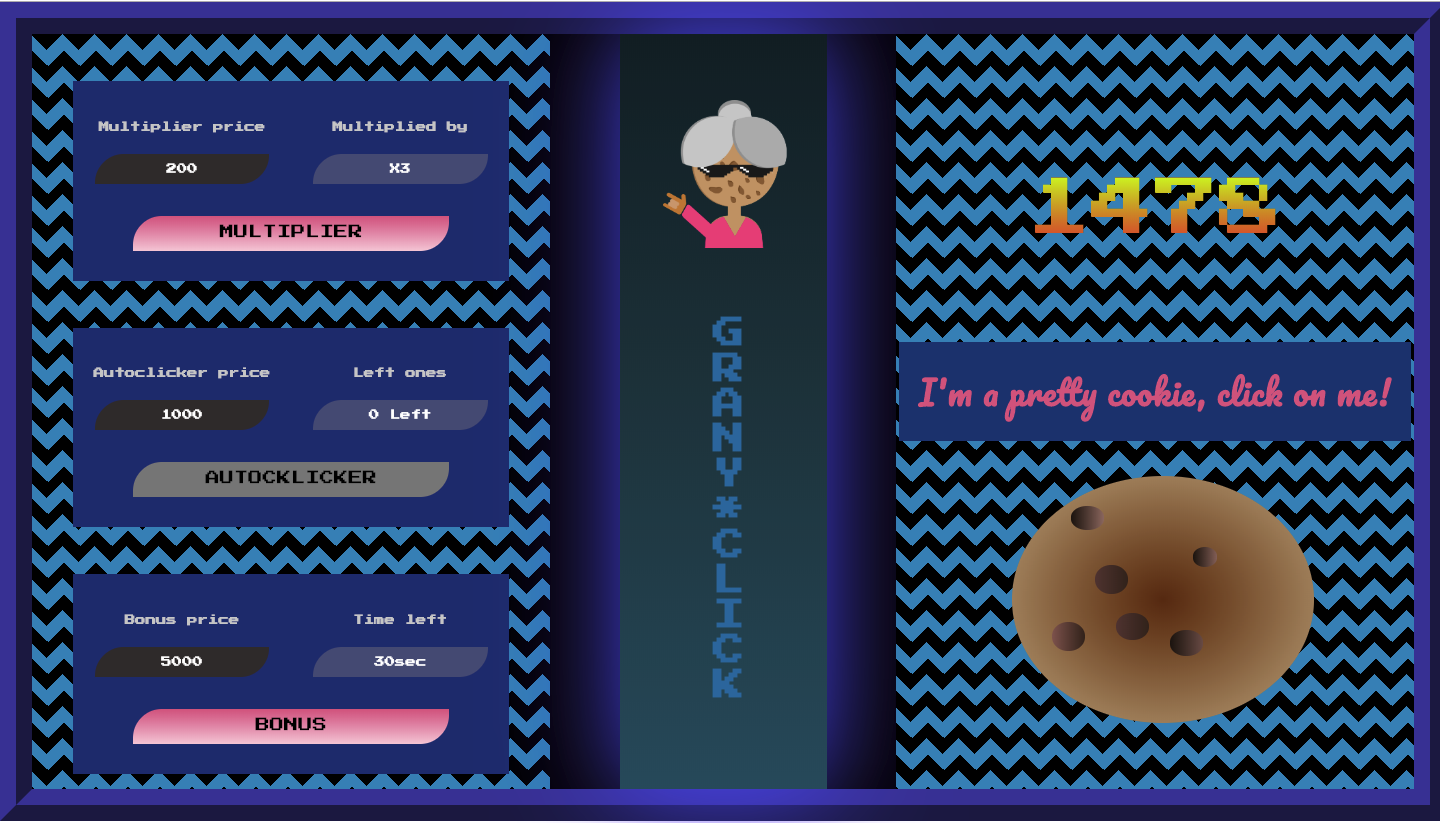 Multiplier price
Multiplied by
200
X3
MULTIPLIER
Autoclicker price
Left ones
1000
0 Left
AUTOCKLICKER
Bonus price
Time left
5000
30sec
BONUS
GRANY*CLICK
1478
I'm a pretty cookie, click on me!